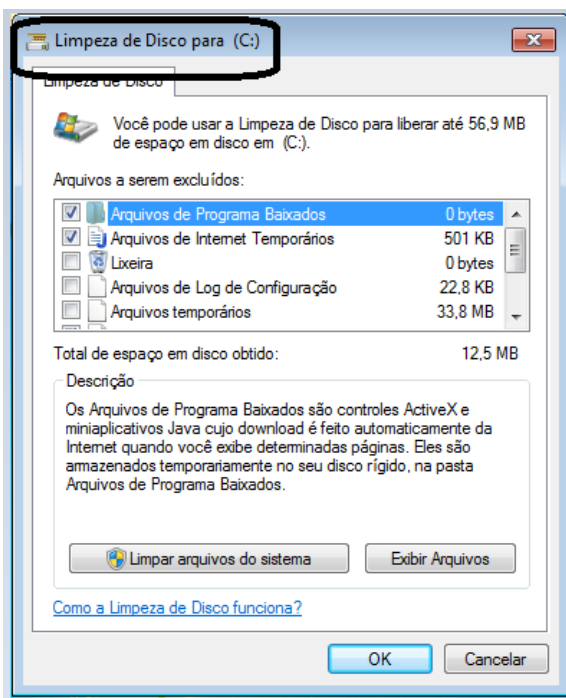 Limpeza de Disco para (C:)
Limpeza de Disco
Você pode usar a Limpeza de Disco para liberar até 56,9 MB
de espaço em disco em (C:).
Arquivos a serem excluídos:
Arquivos de Programa Baixados 0 bytes
Arquivos de Internet Temporários 501 KB
Lixeira 0 bytes
Arquivos de Log de Configuração 22,8 KB
Arquivos temporários 33,8 MB
Total de espaço em disco obtido: 12,5 MB
Descrição
Os Arquivos de Programa Baixados são controles ActiveX e
miniaplicativos Java cujo download é feito automaticamente da
Internet quando você exibe determinadas páginas. Eles são
armazenados temporariamente no seu disco rígido, na pasta
Arquivos de Programa Baixados.
Limpar arquivos do sistema Exibir Arquivos
Como a Limpeza de Disco funciona?
OK Cancelar